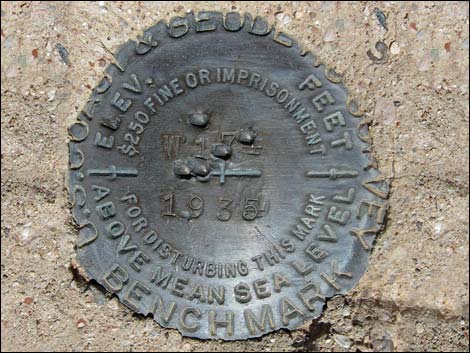 U.S. COAST & GEODETIC SURVEY
BENCH MARK
ELEV.
FEET
ABOVE MEAN SEA LEVEL
$250 FINE OR IMPRISONMENT
FOR DISTURBING THIS MARK
W 174
1935